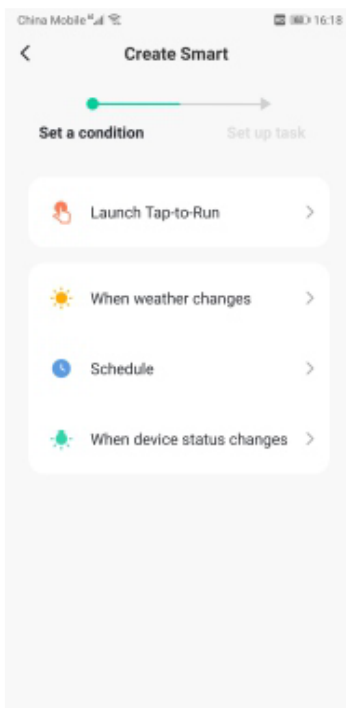 China Mobile 16:18
Create Smart
Set a condition Set up task
Launch Tap-to-Run
When weather changes
Schedule
When device status changes